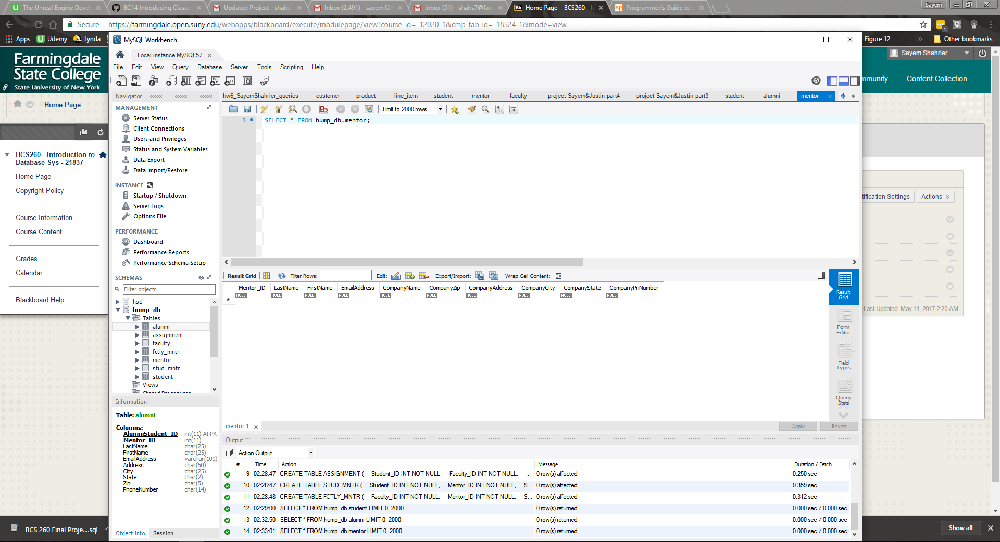 The Unreal Engine Devel
BC14 Introducing Classe
Updated Project - shahs
Inbox (2,491) - sayem12
Inbox (51) - shahs7@farm
Bb Home Page – BCS260 - I
SP Programmer's Guide to
Sayem
Secure
https://farmingdale.open.suny.edu/webapps/blackboard/execute/modulepage/view?course_id=_12020_1&cmp_tab_id=_18524_1&mode=view
1
Apps
Udemy
Lynda
Figure 12
»
Other bookmarks
Farmingdale
State College
State University of New York
Sayem Shahrier
mmunity
Content Collection
Home Page
BCS260 - Introduction to
Database Sys - 21837
Home Page
Copyright Policy
Course Information
Course Content
Grades
Calendar
Blackboard Help
tification Settings
Actions
Last Updated: May 11, 2017 2:20 AM
MySQL Workbench
Local instance MySQL57
File Edit View Query Database Server Tools Scripting Help
Navigator
MANAGEMENT
Server Status
Client Connections
Users and Privileges
Status and System Variables
Data Export
Data Import/Restore
INSTANCE
Startup / Shutdown
Server Logs
Options File
PERFORMANCE
Dashboard
Performance Reports
Performance Schema Setup
SCHEMAS
Filter objects
hsd
hump_db
Tables
alumni
assignment
faculty
fctly_mntr
mentor
stud_mntr
student
Views
Stored Procedures
Information
Table: alumni
Columns:
AlumniStudent_ID int(11) AI PK
Mentor_ID int(11)
LastName char(25)
FirstName char(25)
EmailAddress varchar(100)
Address char(50)
City char(25)
State char(2)
Zip char(5)
PhoneNumber char(14)
Object Info Session
hw6_SayemShahrier_queries customer product line_item student mentor faculty project-Sayem&Justin-part4 project-Sayem&Justin-part3 student alumni mentor
Limit to 2000 rows
1 SELECT * FROM hump_db.mentor;
Result Grid Filter Rows: Edit: Export/Import: Wrap Cell Content:
Mentor_ID LastName FirstName EmailAddress CompanyName CompanyZip CompanyAddress CompanyCity CompanyState CompanyPnNumber
* NULL NULL NULL NULL NULL NULL NULL NULL NULL NULL
Result
Grid
Form
Editor
Field
Types
Query
Stats
mentor 1
Apply Revert
Output
Action Output
# Time Action Message Duration / Fetch
9 02:28:47 CREATE TABLE ASSIGNMENT ( Student_ID INT NOT NULL, Faculty_ID INT NOT NULL, ... 0 row(s) affected 0.250 sec
10 02:28:47 CREATE TABLE STUD_MNTR ( Student_ID INT NOT NULL, Mentor_ID INT NOT NULL, S... 0 row(s) affected 0.359 sec
11 02:28:48 CREATE TABLE FCTLY_MNTR ( Faculty_ID INT NOT NULL, Mentor_ID INT NOT NULL, S... 0 row(s) affected 0.312 sec
12 02:29:00 SELECT * FROM hump_db.student LIMIT 0, 2000 0 row(s) returned 0.000 sec / 0.000 sec
13 02:32:50 SELECT * FROM hump_db.alumni LIMIT 0, 2000 0 row(s) returned 0.000 sec / 0.000 sec
14 02:33:01 SELECT * FROM hump_db.mentor LIMIT 0, 2000 0 row(s) returned 0.000 sec / 0.000 sec
BCS 260 Final Proje....sql
Show all